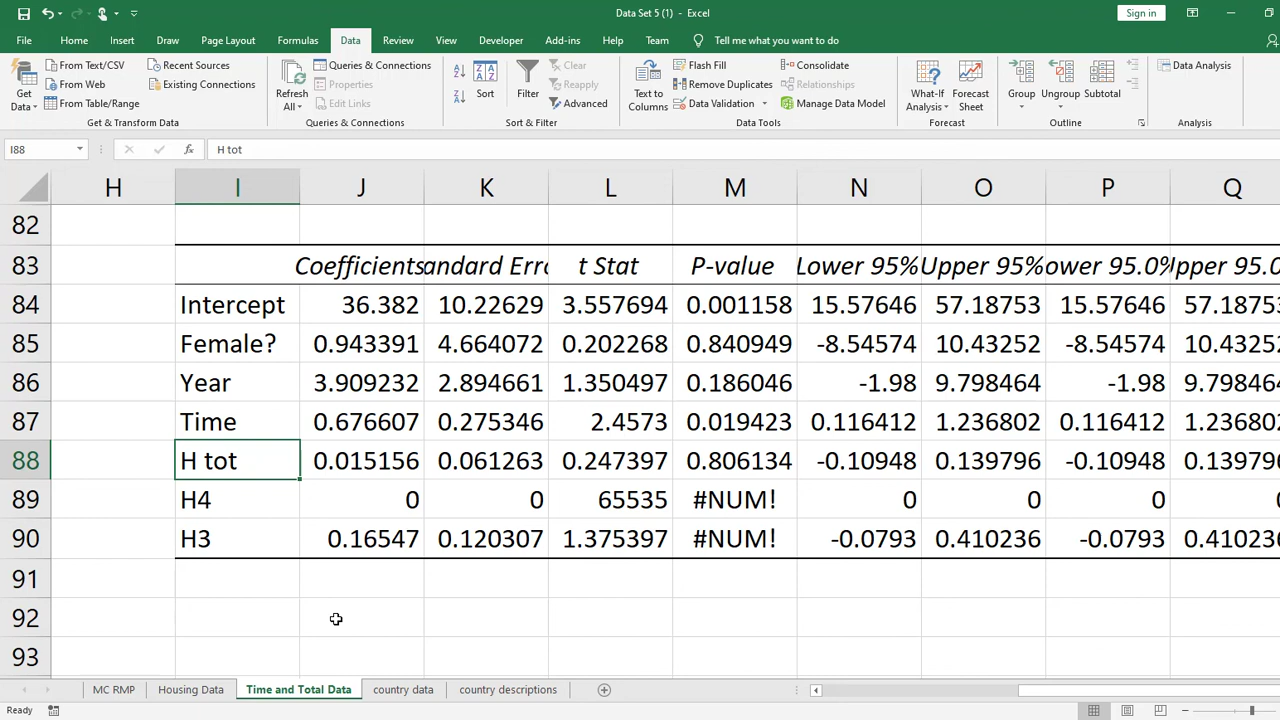 Data Set 5 (1) - Excel
Sign in
File Home Insert Draw Page Layout Formulas Data Review View Developer Add-ins Help Team Tell me what you want to do
Get Data
From Text/CSV
From Web
From Table/Range
Recent Sources
Existing Connections
Get & Transform Data
Refresh All
Queries & Connections
Properties
Edit Links
Queries & Connections
Sort
Filter
Clear
Reapply
Advanced
Sort & Filter
Text to Columns
Flash Fill
Remove Duplicates
Data Validation
Consolidate
Relationships
Manage Data Model
Data Tools
What-If Analysis
Forecast Sheet
Forecast
Group
Ungroup
Subtotal
Outline
Data Analysis
Analysis
I88 fx H tot
H I J K L M N O P Q
82
83 Coefficients andard Erro t Stat P-value Lower 95% Upper 95% ower 95.0% Upper 95.0
84 Intercept 36.382 10.22629 3.557694 0.001158 15.57646 57.18753 15.57646 57.18753
85 Female? 0.943391 4.664072 0.202268 0.840949 -8.54574 10.43252 -8.54574 10.43252
86 Year 3.909232 2.894661 1.350497 0.186046 -1.98 9.798464 -1.98 9.798464
87 Time 0.676607 0.275346 2.4573 0.019423 0.116412 1.236802 0.116412 1.236802
88 H tot 0.015156 0.061263 0.247397 0.806134 -0.10948 0.139796 -0.10948 0.139796
89 H4 0 0 65535 #NUM! 0 0 0 0
90 H3 0.16547 0.120307 1.375397 #NUM! -0.0793 0.410236 -0.0793 0.410236
91
92
93
MC RMP Housing Data Time and Total Data country data country descriptions
Ready